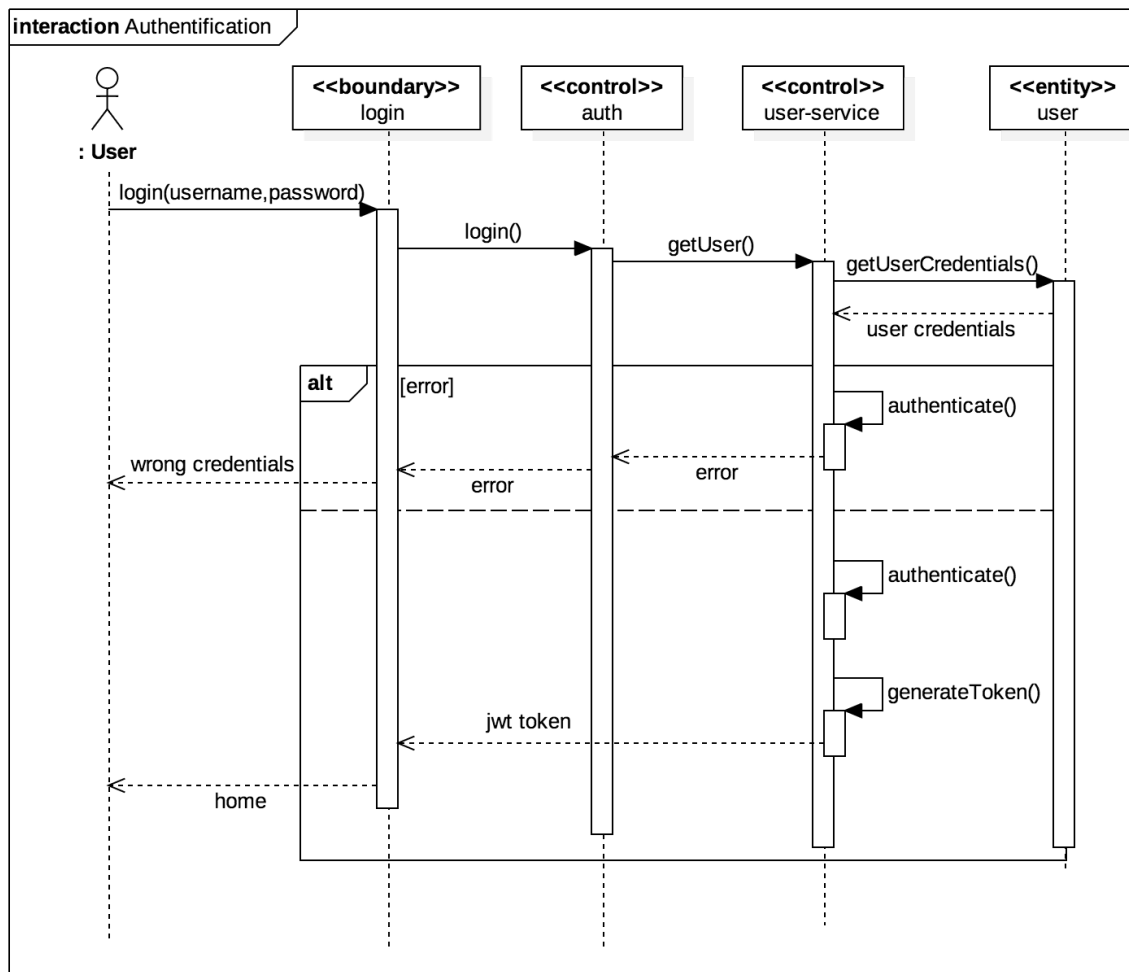 interaction Authentification
<<boundary>>
login
<<control>>
auth
<<control>>
user-service
<<entity>>
user
: User
login(username,password)
login()
getUser()
getUserCredentials()
user credentials
alt
[error]
authenticate()
wrong credentials
error
error
authenticate()
generateToken()
jwt token
home